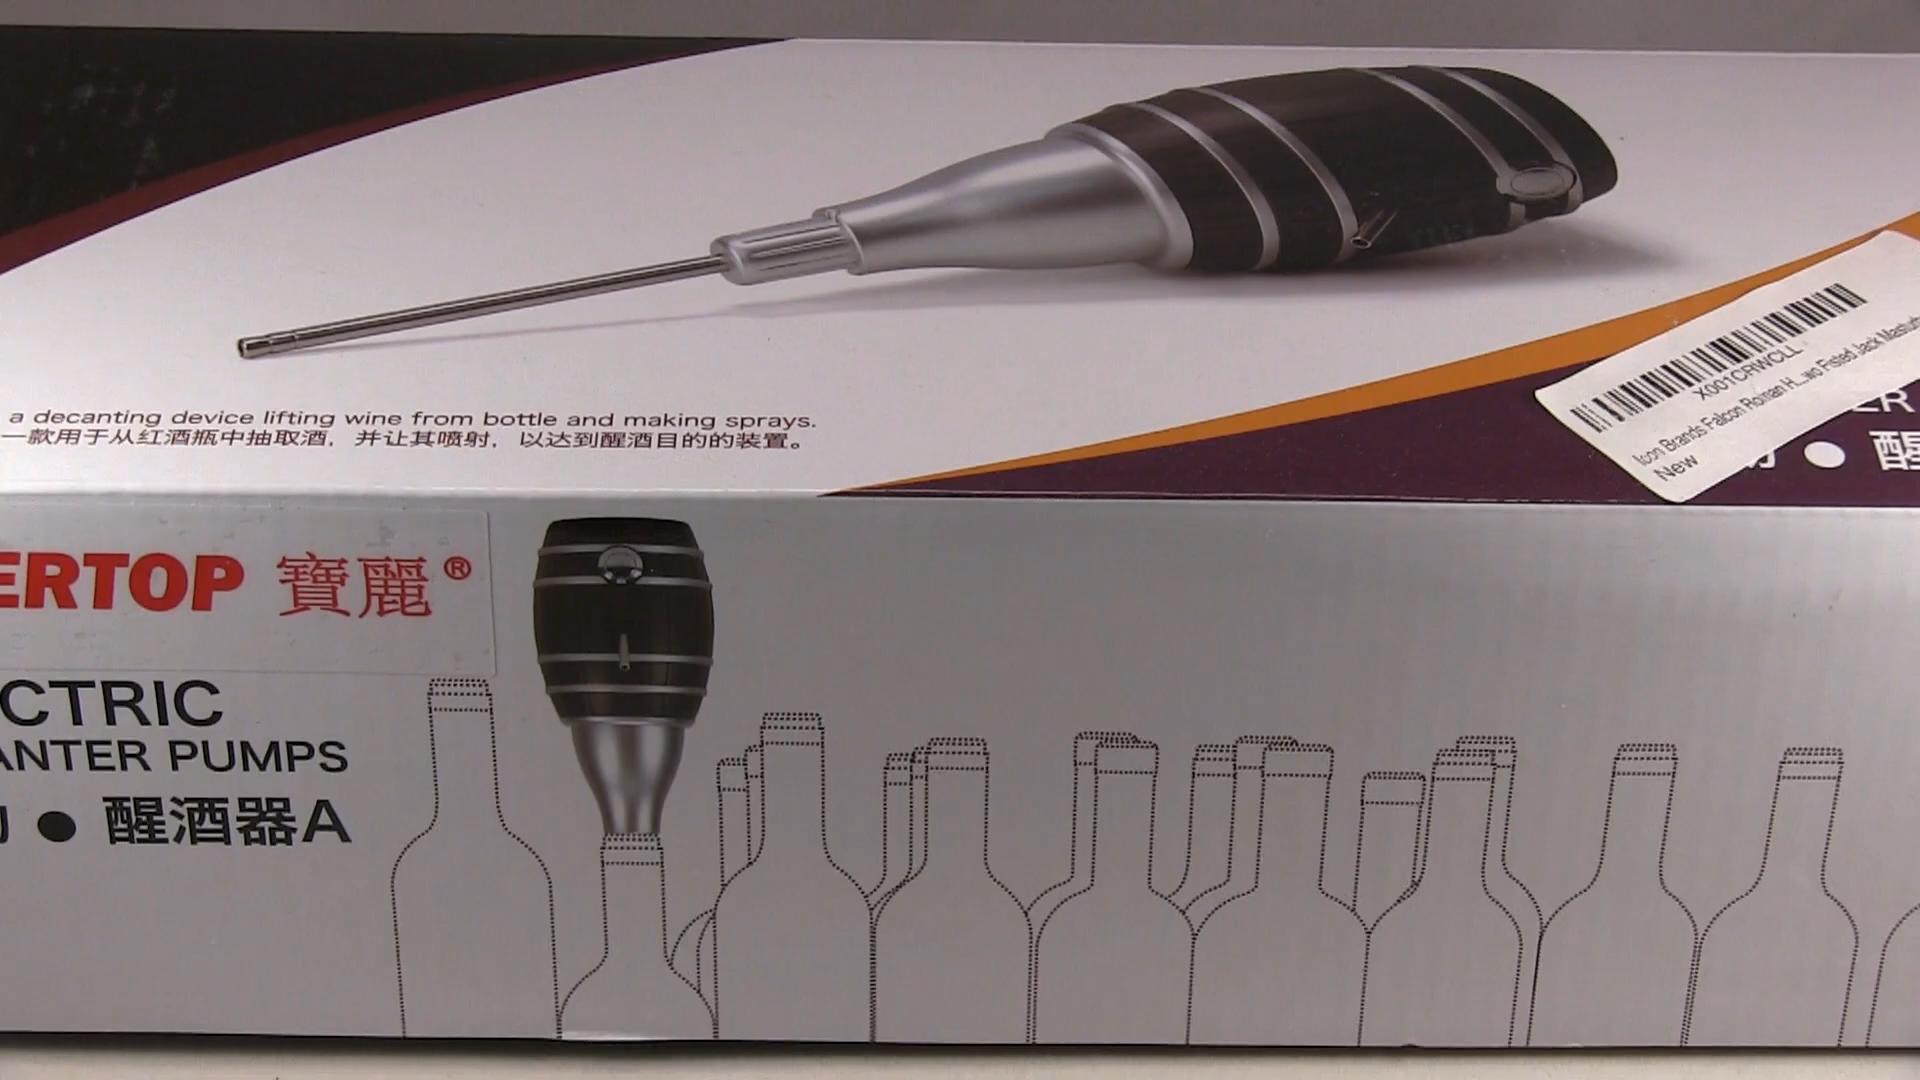 a decanting device lifting wine from bottle and making sprays.
一款用于从红酒瓶中抽取酒，并让其喷射，以达到醒酒目的的装置。
X001CRWCLL
Icon Brands Falcon Roman H...wo Fisted Jack Masturb
New
ER
● 醒
ERTOP 寶麗®
CTRIC
ANTER PUMPS
● 醒酒器A